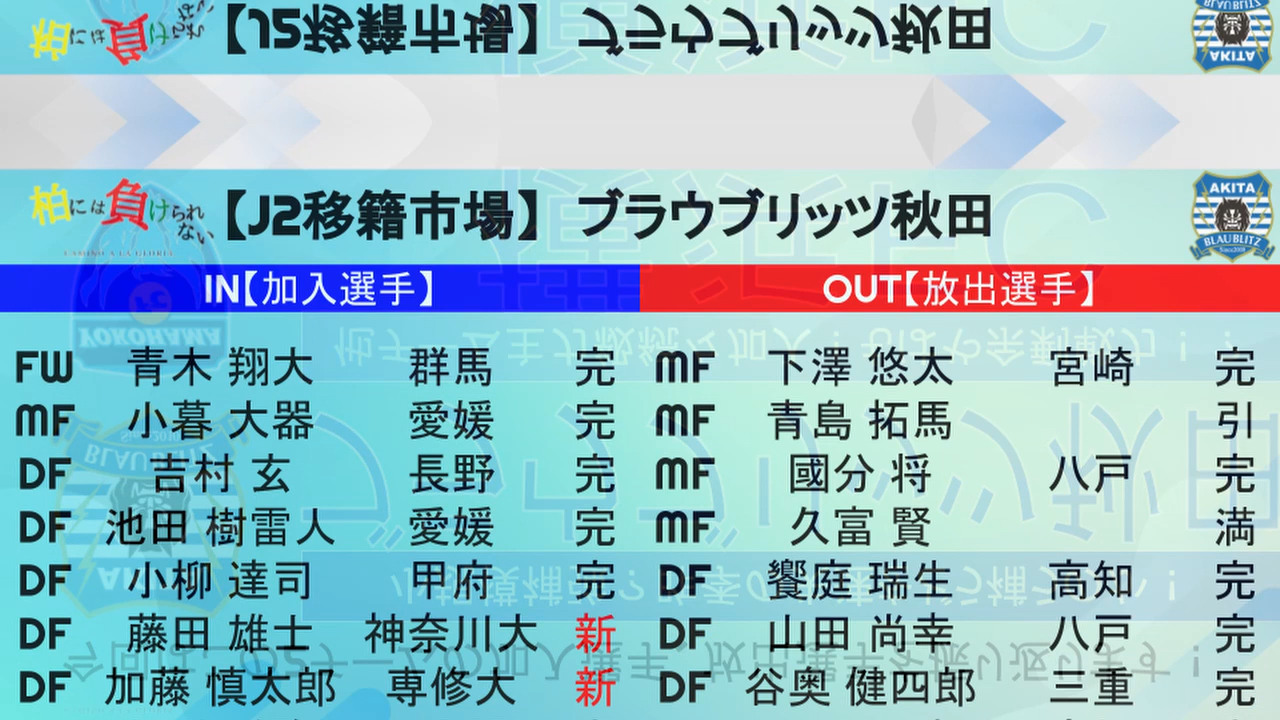 【J2移籍市場】 ブラウブリッツ秋田
柏には負けられない
【J2移籍市場】 ブラウブリッツ秋田
AKITA
BLAUBLITZ
IN【加入選手】 OUT【放出選手】
FW 青木 翔大 群馬 完 MF 下澤 悠太 宮崎 完
MF 小暮 大器 愛媛 完 MF 青島 拓馬 引
DF 吉村 玄 長野 完 MF 國分 将 八戸 完
DF 池田 樹雷人 愛媛 完 MF 久富 賢 満
DF 小柳 達司 甲府 完 DF 饗庭 瑞生 高知 完
DF 藤田 雄士 神奈川大 新 DF 山田 尚幸 八戸 完
DF 加藤 慎太郎 専修大 新 DF 谷奥 健四郎 三重 完